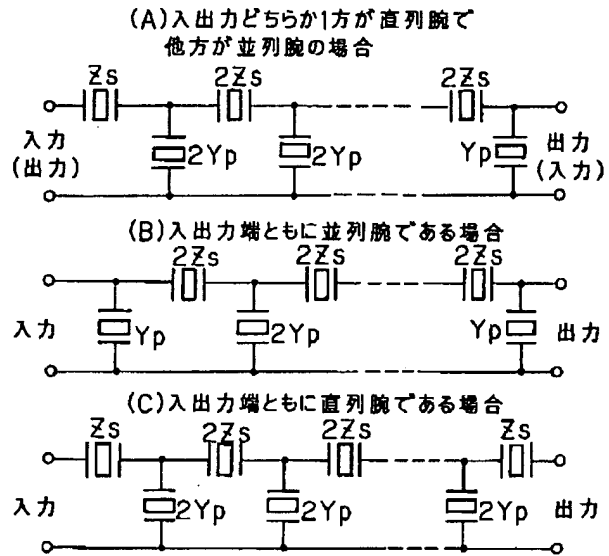 (A)入出力どちらか1方が直列腕で
他方が並列腕の場合
Zs 2Zs 2Zs
入力
(出力)
2Yp 2Yp Yp
出力
(入力)
(B)入出力端ともに並列腕である場合
2Zs 2Zs 2Zs
入力 Yp 2Yp Yp 出力
(C)入出力端ともに直列腕である場合
Zs 2Zs 2Zs Zs
入力 2Yp 2Yp 2Yp 出力